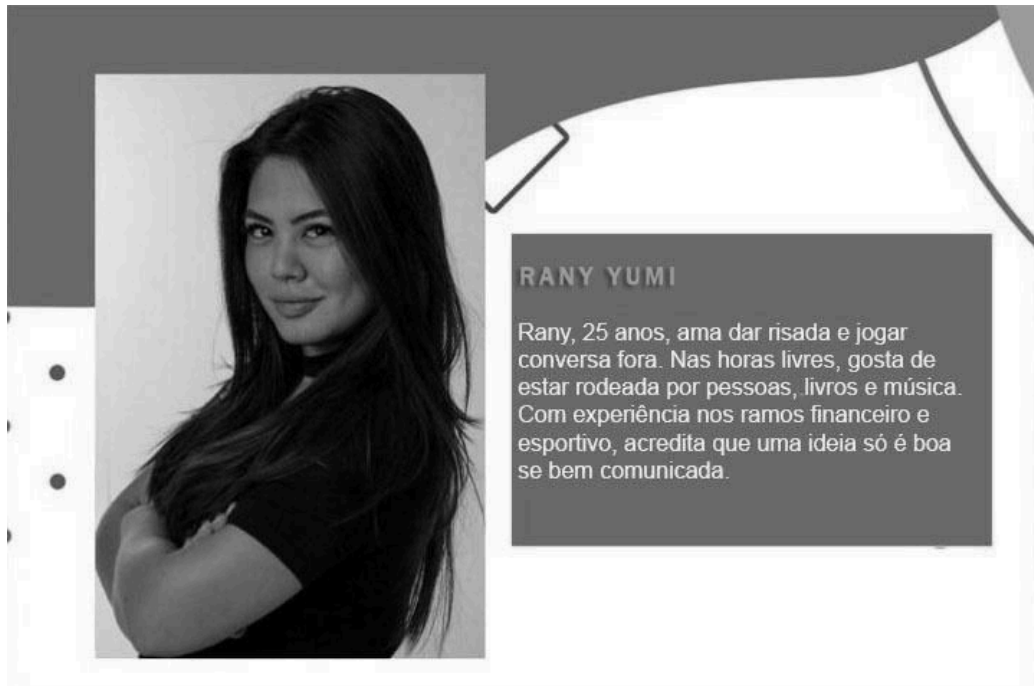 RANY YUMI
Rany, 25 anos, ama dar risada e jogar
conversa fora. Nas horas livres, gosta de
estar rodeada por pessoas, livros e música.
Com experiência nos ramos financeiro e
esportivo, acredita que uma ideia só é boa
se bem comunicada.